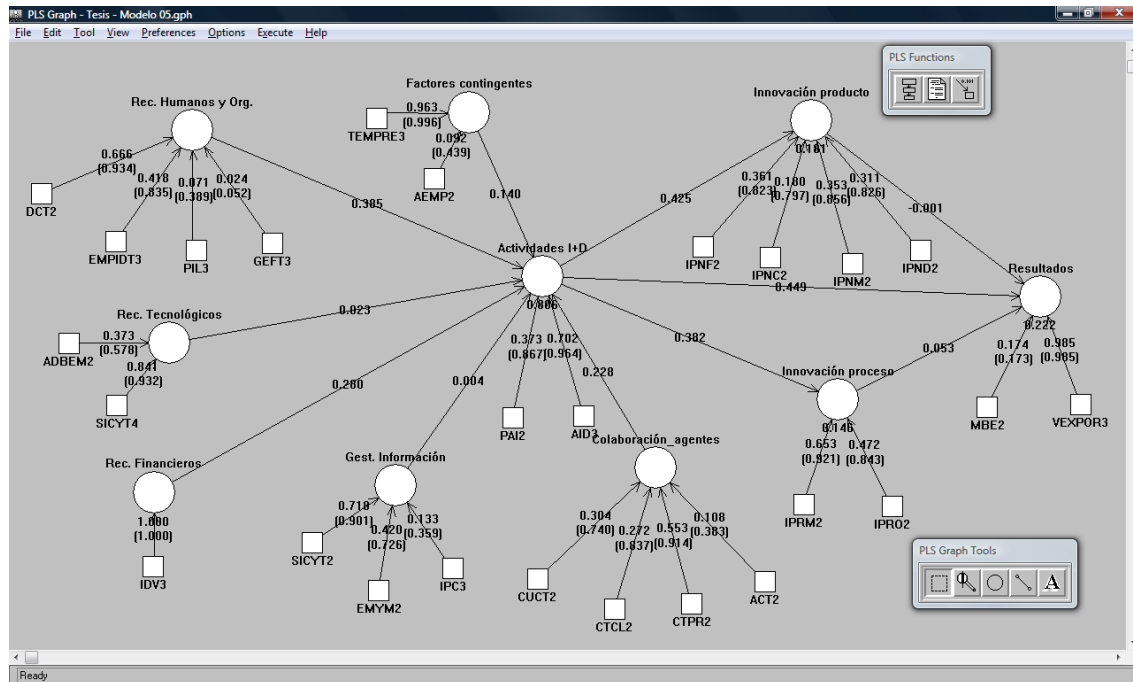 PLS Graph - Tesis - Modelo 05.gph
File Edit Tool View Preferences Options Execute Help
PLS Functions
Factores contingentes
Rec. Humanos y Org.
Innovación producto
0.963
(0.996)
TEMPRE3
0.092
(0.439)
AEMP2
0.666
(0.934)
DCT2
0.418
(0.835)
EMPIDT3
0.071
(0.389)
PIL3
0.024
(0.052)
GEFT3
0.385
0.140
0.425
0.181
0.361
(0.823)
IPNF2
0.180
(0.797)
IPNC2
0.353
(0.856)
IPNM2
0.311
(0.826)
IPND2
-0.001
Actividades I+D
0.806
Resultados
0.222
0.449
Rec. Tecnológicos
0.373
(0.578)
ADBEM2
0.841
(0.932)
SICYT4
0.023
0.280
0.004
0.373
(0.867)
PAI2
0.702
(0.964)
AID3
0.228
0.382
0.053
0.174
(0.173)
MBE2
0.985
(0.985)
VEXPOR3
Innovación proceso
0.146
0.653
(0.921)
IPRM2
0.472
(0.843)
IPRO2
Rec. Financieros
1.000
(1.000)
IDV3
Gest. Información
0.718
(0.901)
SICYT2
0.420
(0.726)
EMYM2
0.133
(0.359)
IPC3
Colaboración_agentes
0.304
(0.740)
CUCT2
0.272
(0.837)
CTCL2
0.553
(0.914)
CTPR2
0.108
(0.383)
ACT2
PLS Graph Tools
A
Ready